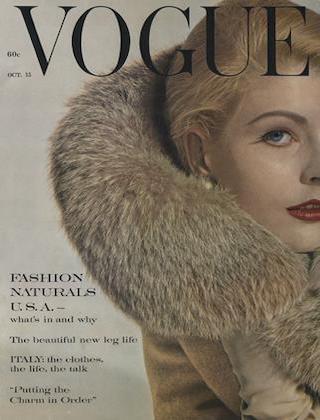 VOGUE
60c
OCT. 15
FASHION
NATURALS
U.S.A.—
what's in and why
The beautiful new leg life
ITALY: the clothes,
the life, the talk
"Putting the
Charm in Order"